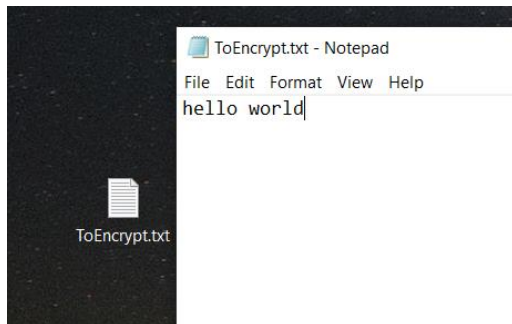 ToEncrypt.txt - Notepad
File Edit Format View Help
hello world
ToEncrypt.txt